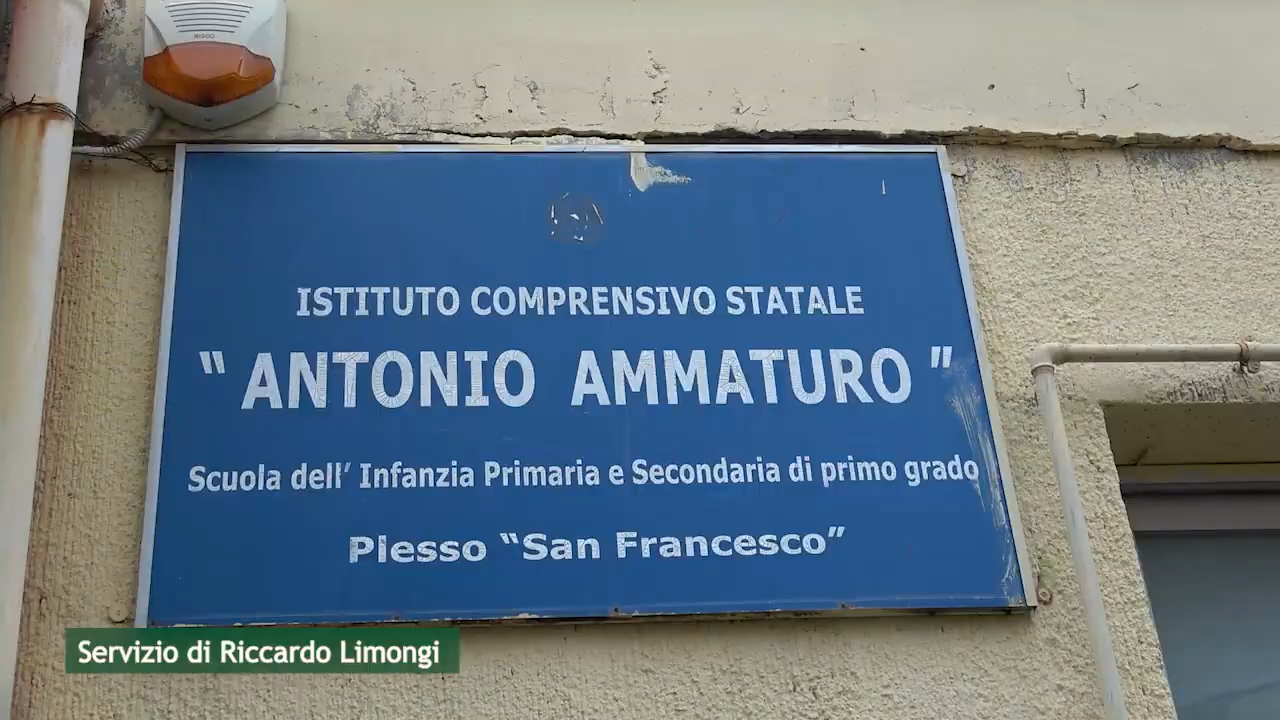 RISCO
ISTITUTO COMPRENSIVO STATALE
" ANTONIO AMMATURO "
Scuola dell' Infanzia Primaria e Secondaria di primo grado
Plesso "San Francesco"
Servizio di Riccardo Limongi